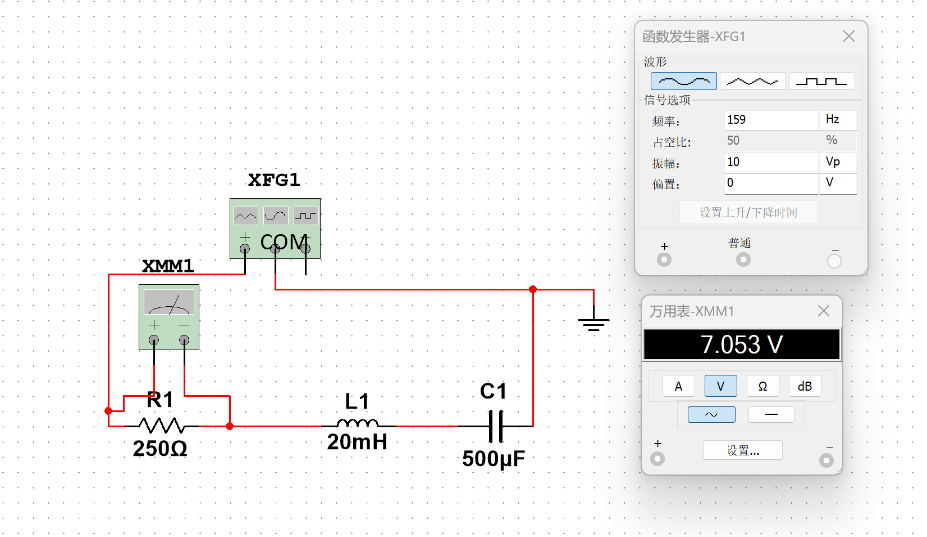 XFG1
COM
XMM1
R1
250Ω
L1
20mH
C1
500µF
函数发生器-XFG1
波形
信号选项
频率: 159 Hz
占空比: 50 %
振幅: 10 Vp
偏置: 0 V
设置上升/下降时间
+ 普通 −
万用表-XMM1
7.053 V
A V Ω dB
~ —
+ 设置... −